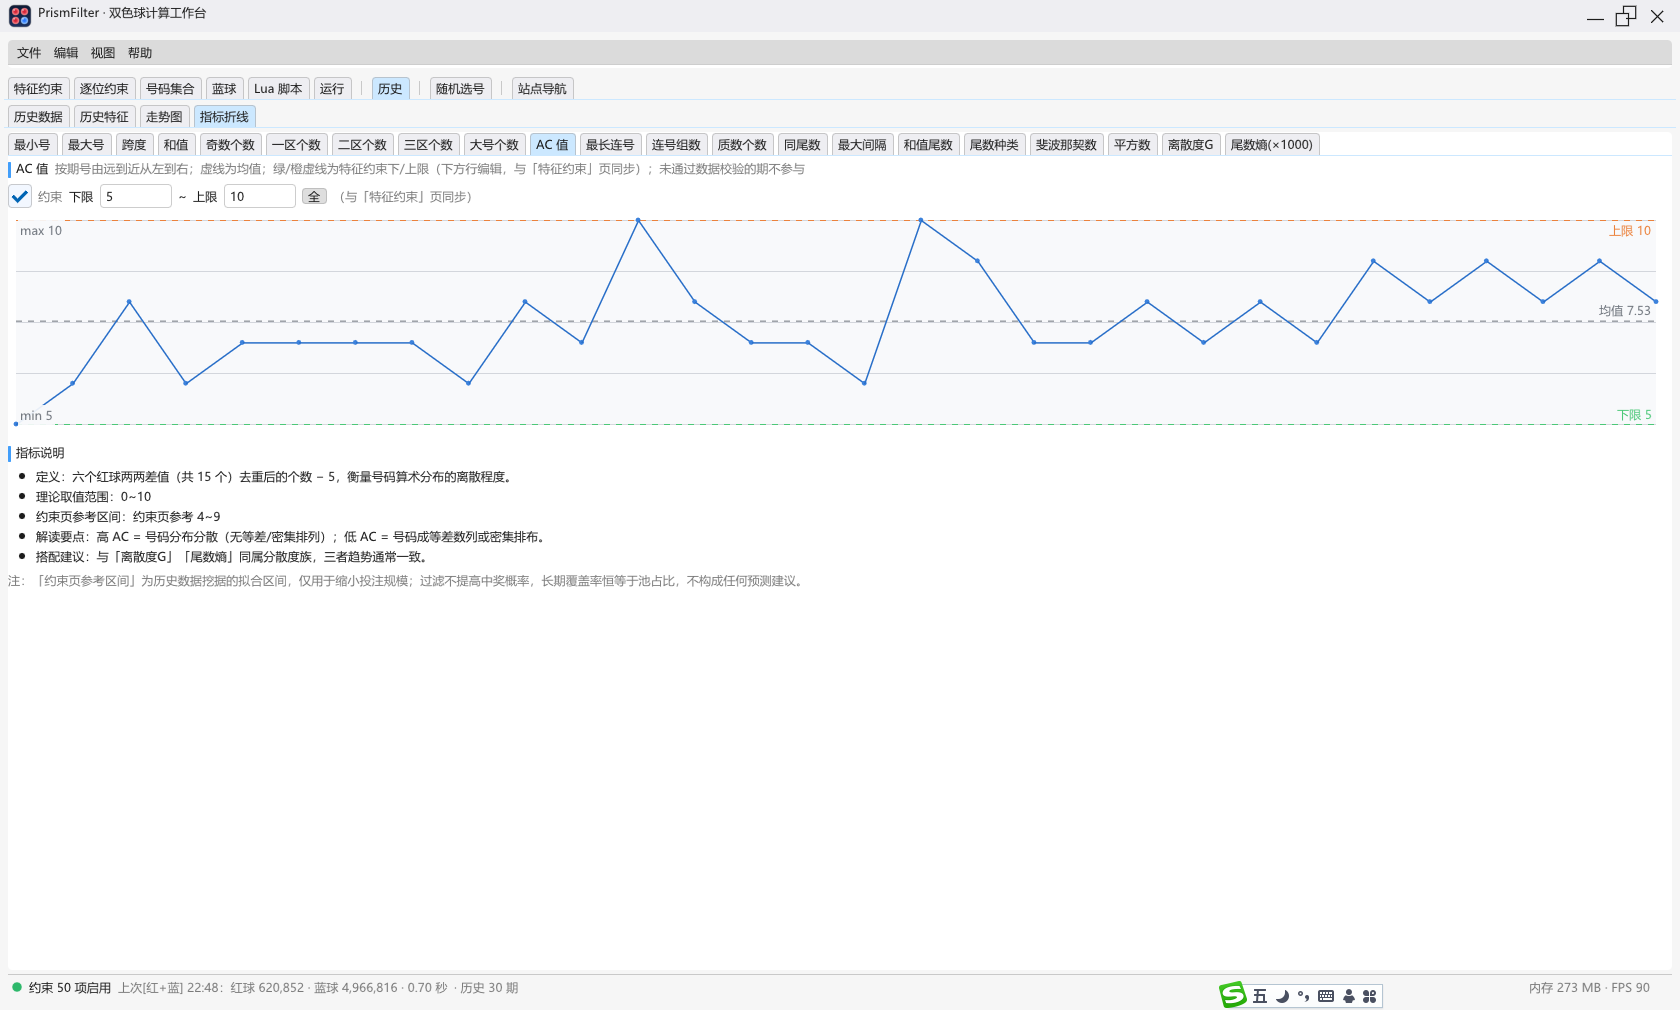 PrismFilter · 双色球计算工作台
文件 编辑 视图 帮助
特征约束 逐位约束 号码集合 蓝球 Lua 脚本 运行 历史 随机选号 站点导航
历史数据 历史特征 走势图 指标折线
最小号 最大号 跨度 和值 奇数个数 一区个数 二区个数 三区个数 大号个数 AC 值 最长连号 连号组数 质数个数 同尾数 最大间隔 和值尾数 尾数种类 斐波那契数 平方数 离散度G 尾数熵(×1000)
AC 值 按期号由远到近从左到右；虚线为均值；绿/橙虚线为特征约束下/上限（下方行编辑，与「特征约束」页同步）；未通过数据校验的期不参与
约束 下限 5 ~ 上限 10 全 （与「特征约束」页同步）
max 10
上限 10
均值 7.53
min 5
下限 5
指标说明
定义：六个红球两两差值（共 15 个）去重后的个数 − 5，衡量号码算术分布的离散程度。
理论取值范围：0~10
约束页参考区间：约束页参考 4~9
解读要点：高 AC = 号码分布分散（无等差/密集排列）；低 AC = 号码成等差数列或密集排布。
搭配建议：与「离散度G」「尾数熵」同属分散度族，三者趋势通常一致。
注：「约束页参考区间」为历史数据挖掘的拟合区间，仅用于缩小投注规模；过滤不提高中奖概率，长期覆盖率恒等于池占比，不构成任何预测建议。
约束 50 项启用 上次[红+蓝] 22:48：红球 620,852 · 蓝球 4,966,816 · 0.70 秒 · 历史 30 期
五
内存 273 MB · FPS 90